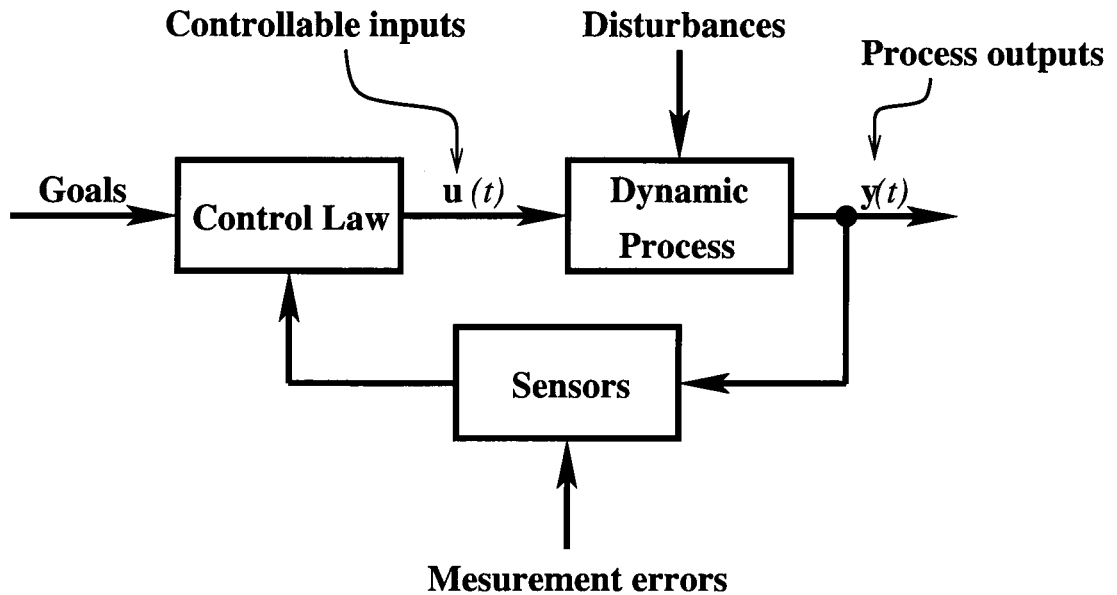 Controllable inputs
Disturbances
Process outputs
Goals
Control Law
u (t)
Dynamic
Process
y(t)
Sensors
Mesurement errors